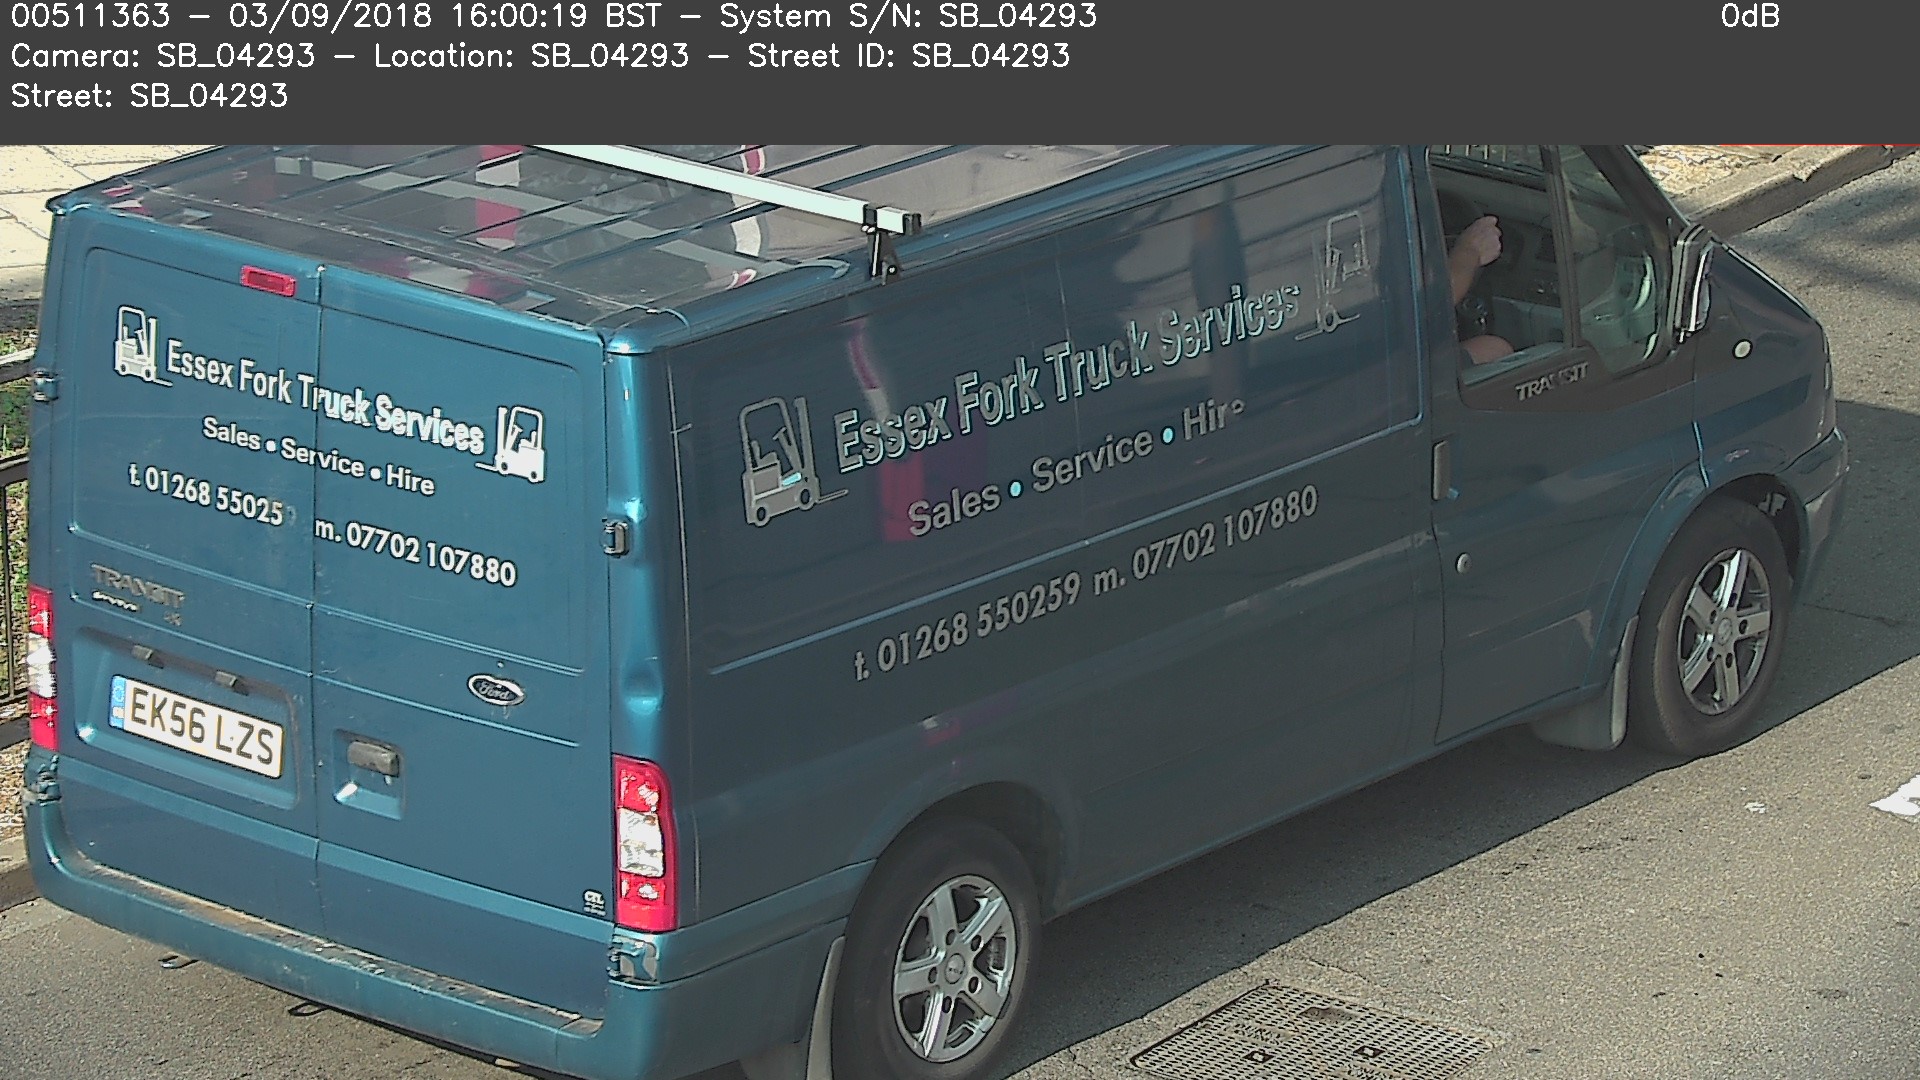 00511363 – 03/09/2018 16:00:19 BST – System S/N: SB_04293
0dB
Camera: SB_04293 – Location: SB_04293 – Street ID: SB_04293
Street: SB_04293
Essex Fork Truck Services
Sales • Service • Hire
t. 01268 55025
m. 07702 107880
TRANSIT
EK56 LZS
Ford
Essex Fork Truck Services
Sales • Service • Hire
t. 01268 550259 m. 07702 107880
TRANSIT